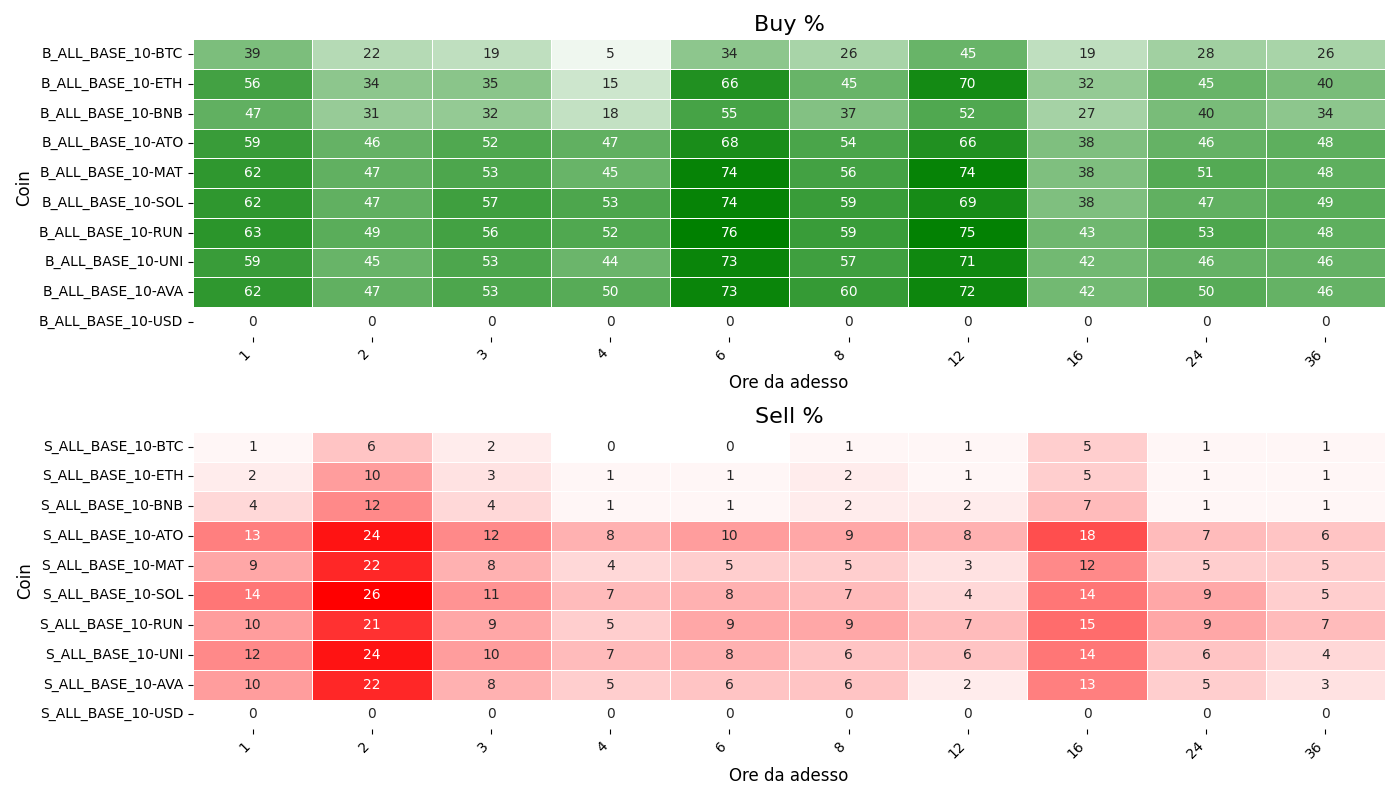 Buy %
Coin
B_ALL_BASE_10-BTC 39 22 19 5 34 26 45 19 28 26
B_ALL_BASE_10-ETH 56 34 35 15 66 45 70 32 45 40
B_ALL_BASE_10-BNB 47 31 32 18 55 37 52 27 40 34
B_ALL_BASE_10-ATO 59 46 52 47 68 54 66 38 46 48
B_ALL_BASE_10-MAT 62 47 53 45 74 56 74 38 51 48
B_ALL_BASE_10-SOL 62 47 57 53 74 59 69 38 47 49
B_ALL_BASE_10-RUN 63 49 56 52 76 59 75 43 53 48
B_ALL_BASE_10-UNI 59 45 53 44 73 57 71 42 46 46
B_ALL_BASE_10-AVA 62 47 53 50 73 60 72 42 50 46
B_ALL_BASE_10-USD 0 0 0 0 0 0 0 0 0 0
1 2 3 4 6 8 12 16 24 36
Ore da adesso
Sell %
Coin
S_ALL_BASE_10-BTC 1 6 2 0 0 1 1 5 1 1
S_ALL_BASE_10-ETH 2 10 3 1 1 2 1 5 1 1
S_ALL_BASE_10-BNB 4 12 4 1 1 2 2 7 1 1
S_ALL_BASE_10-ATO 13 24 12 8 10 9 8 18 7 6
S_ALL_BASE_10-MAT 9 22 8 4 5 5 3 12 5 5
S_ALL_BASE_10-SOL 14 26 11 7 8 7 4 14 9 5
S_ALL_BASE_10-RUN 10 21 9 5 9 9 7 15 9 7
S_ALL_BASE_10-UNI 12 24 10 7 8 6 6 14 6 4
S_ALL_BASE_10-AVA 10 22 8 5 6 6 2 13 5 3
S_ALL_BASE_10-USD 0 0 0 0 0 0 0 0 0 0
1 2 3 4 6 8 12 16 24 36
Ore da adesso